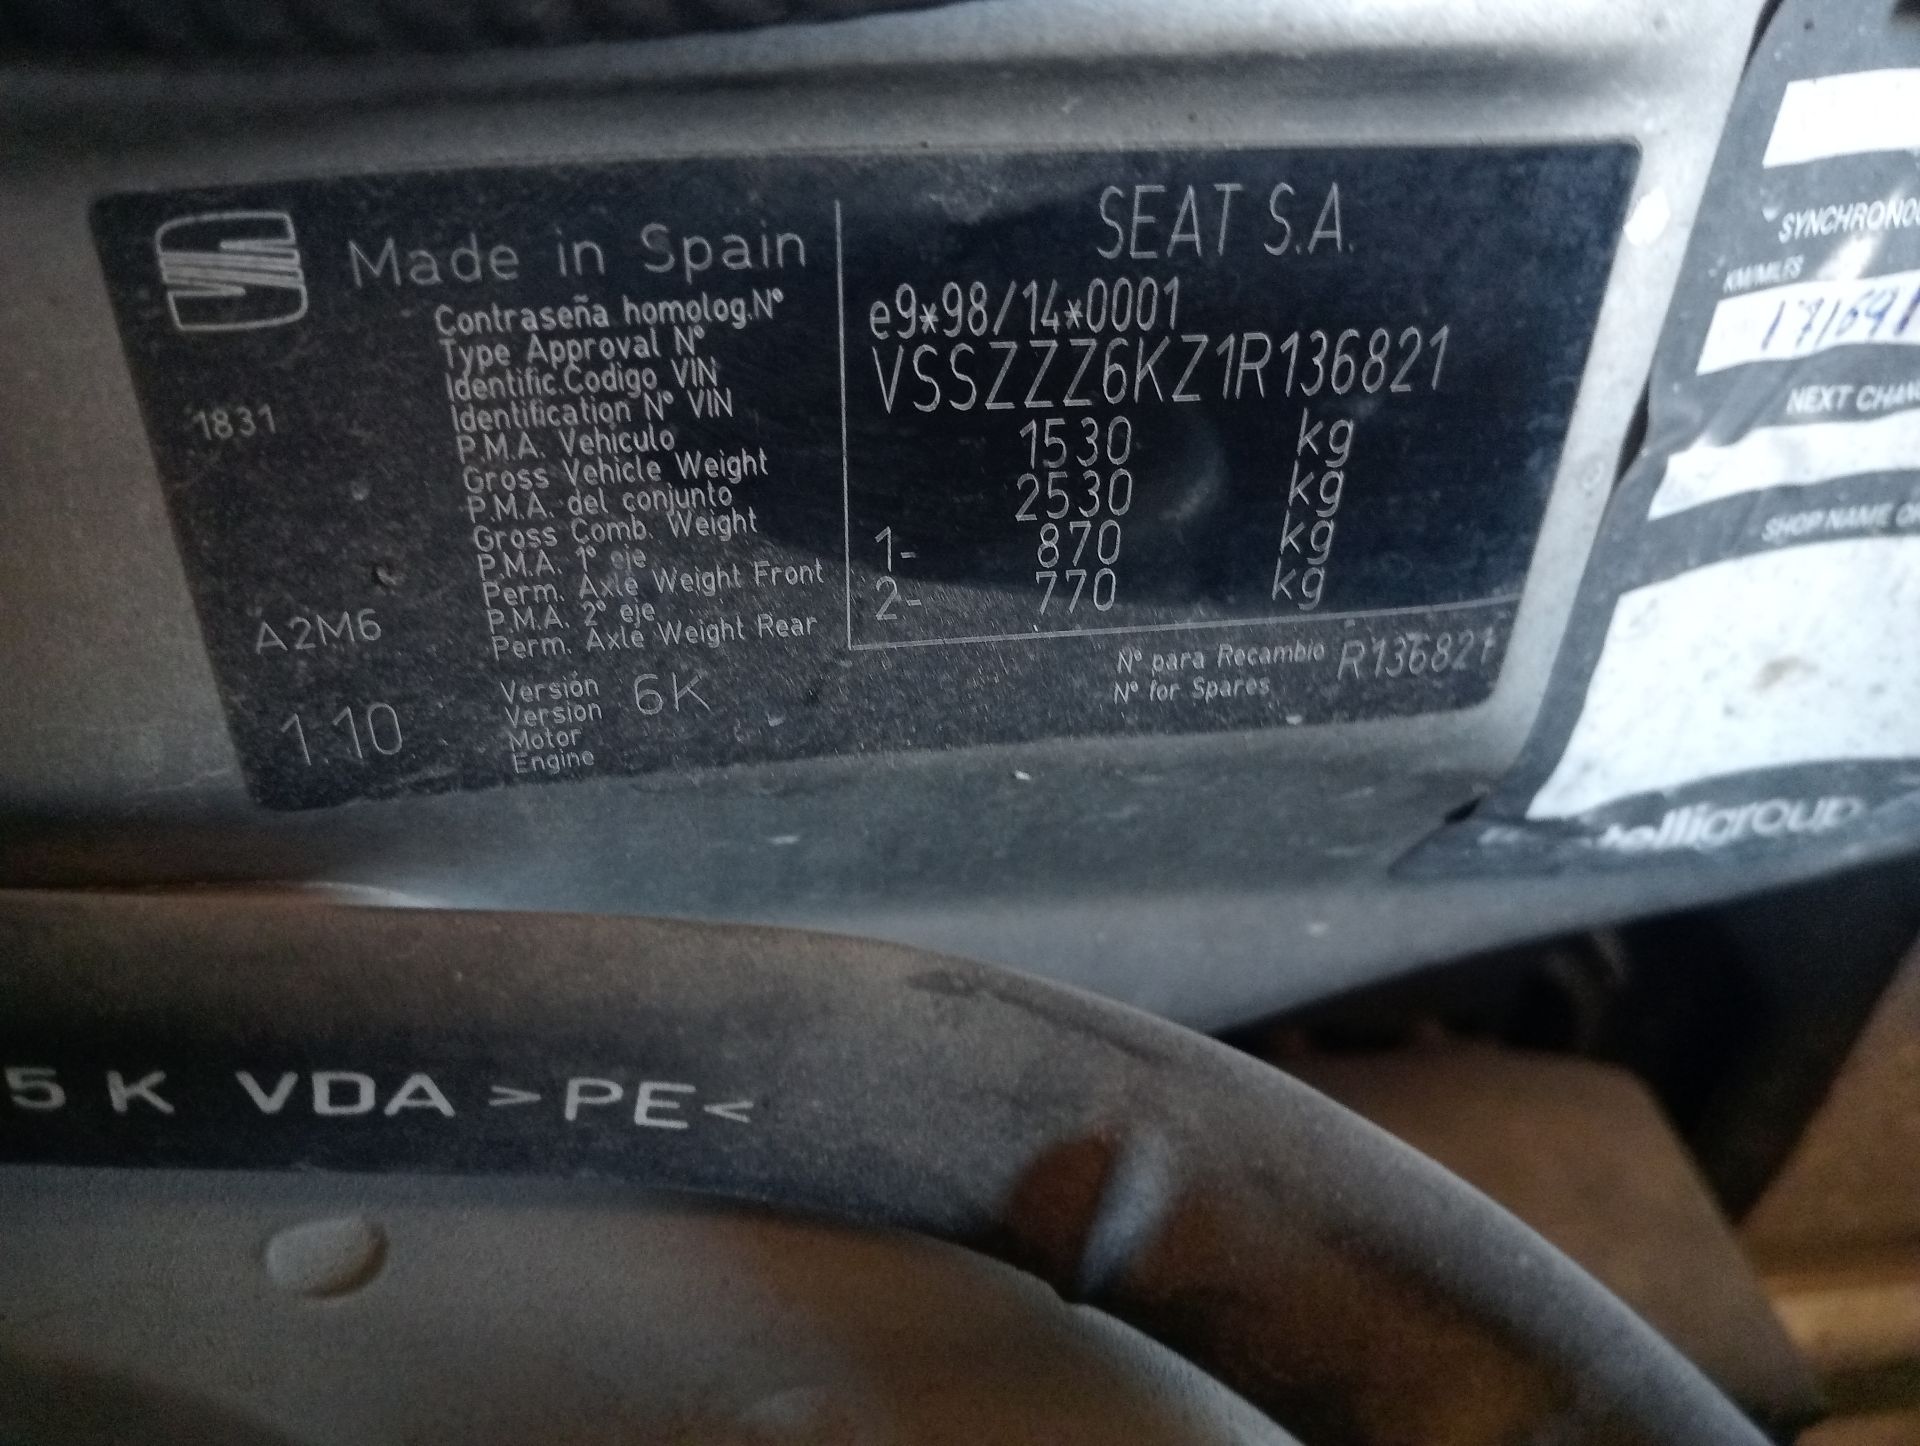 Made in Spain
SEAT S.A.
Contraseña homolog.Nº
Type Approval Nº
e9*98/14*0001
Identific.Codigo VIN
Identification Nº VIN
VSSZZZ6KZ1R136821
1831
P.M.A. Vehiculo
Gross Vehicle Weight
1530 kg
P.M.A. del conjunto
Gross Comb. Weight
2530 kg
P.M.A. 1º eje
Perm. Axle Weight Front
1- 870 kg
P.M.A. 2º eje
Perm. Axle Weight Rear
2- 770 kg
A2M6
Nº para Recambio
Nº for Spares
R136821
Versión
Version
6K
1.10
Motor
Engine
SYNCHRONO
KM/MILES
NEXT CHAN
SHOP NAME OR
5 K VDA >PE<